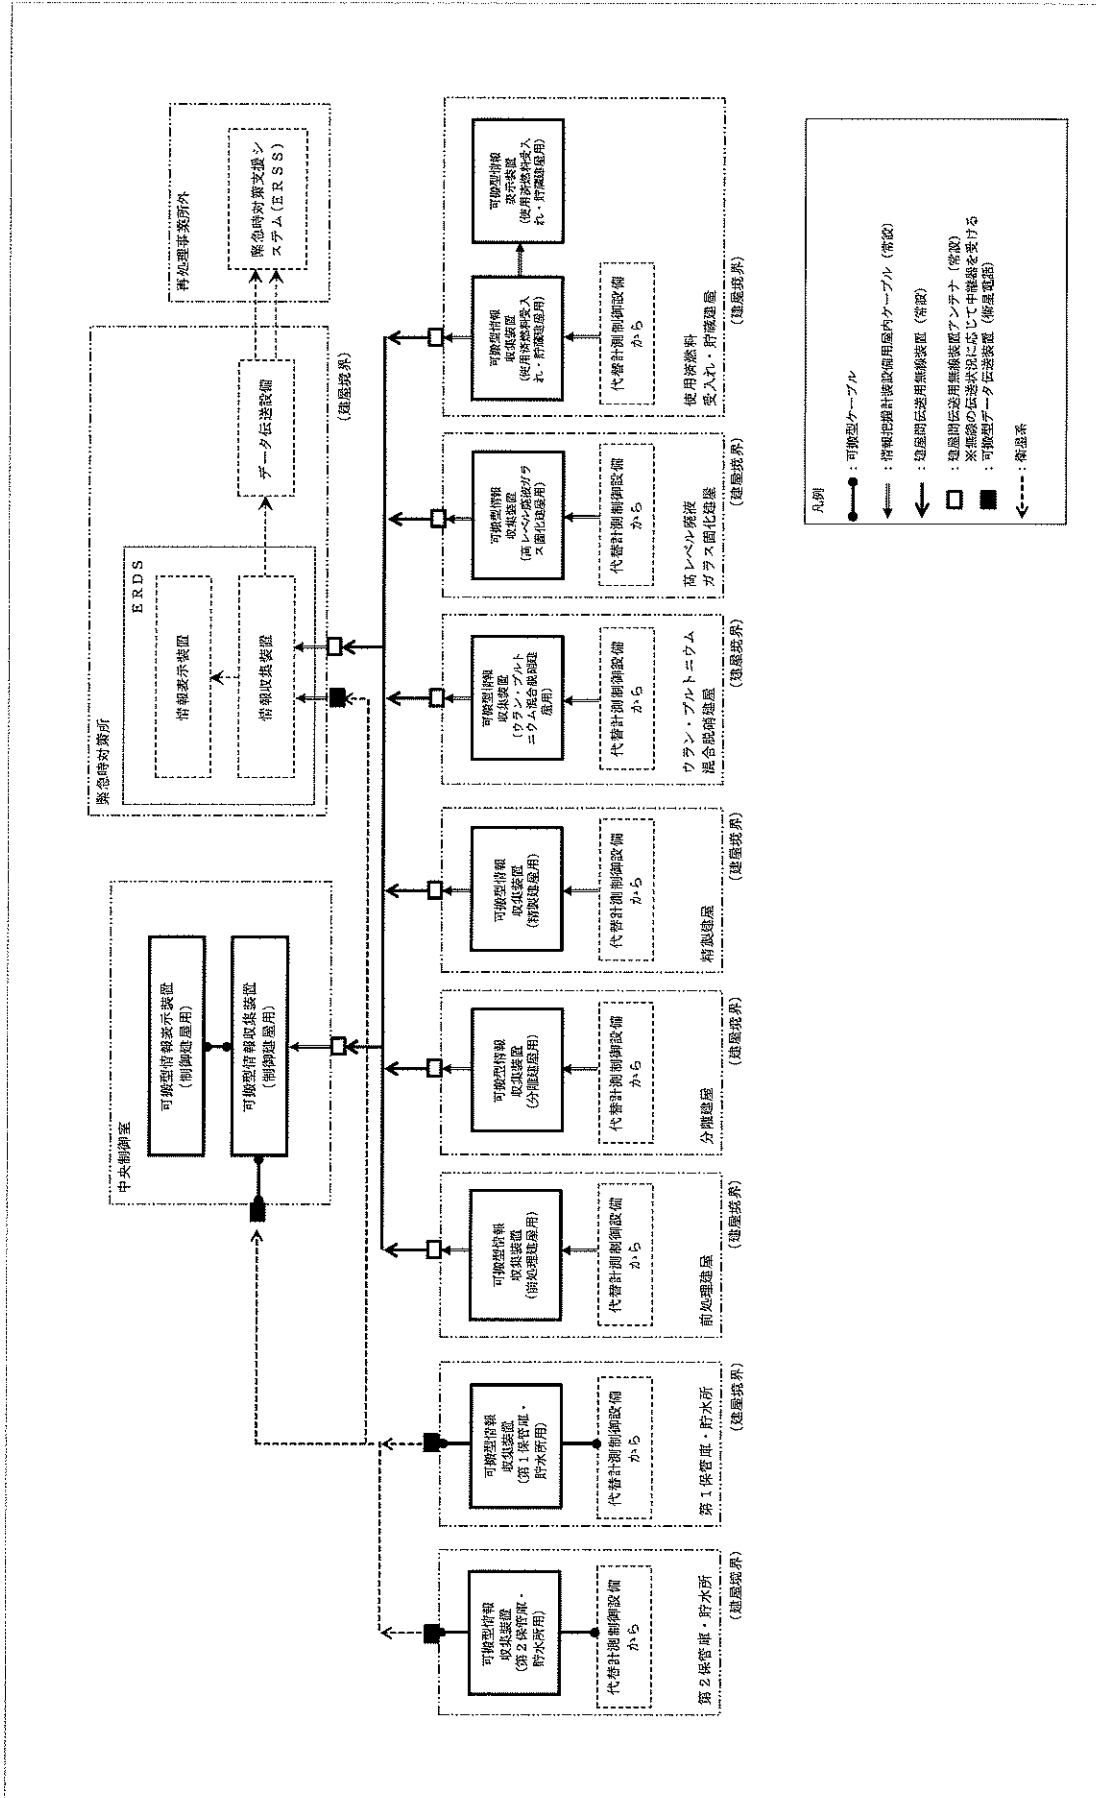 中央制御室
可搬型情報表示装置
(制御建屋用)
可搬型情報収集装置
(制御建屋用)
緊急時対策所
ERDS
情報表示装置
情報収集装置
データ伝送設備
(建屋境界)
再処理事業所外
緊急時対策支援シ
ステム(ERSS)
可搬型情報
収集装置
(第2保管庫・
貯水所用)
代替計測制御設備
から
第2保管庫・貯水所
(建屋境界)
可搬型情報
収集装置
(第1保管庫・
貯水所用)
代替計測制御設備
から
第1保管庫・貯水所
(建屋境界)
可搬型情報
収集装置
(前処理建屋用)
代替計測制御設備
から
前処理建屋
(建屋境界)
可搬型情報
収集装置
(分離建屋用)
代替計測制御設備
から
分離建屋
(建屋境界)
可搬型情報
収集装置
(精製建屋用)
代替計測制御設備
から
精製建屋
(建屋境界)
可搬型情報
収集装置
(ウラン・プルト
ニウム混合脱硝建
屋用)
代替計測制御設備
から
ウラン・プルトニウム
混合脱硝建屋
(建屋境界)
可搬型情報
収集装置
(高レベル廃液ガラ
ス固化建屋用)
代替計測制御設備
から
高レベル廃液
ガラス固化建屋
(建屋境界)
可搬型情報
収集装置
(使用済燃料受入
れ・貯蔵建屋用)
可搬型情報
表示装置
(使用済燃料受入
れ・貯蔵建屋用)
代替計測制御設備
から
使用済燃料
受入れ・貯蔵建屋
(建屋境界)
凡例
:可搬型ケーブル
:情報把握計装設備用屋内ケーブル(常設)
:建屋間伝送用無線装置(常設)
:建屋間伝送用無線装置アンテナ(常設)
※無線の伝送状況に応じて中継器を受ける
:可搬型データ伝送装置(衛星電話)
:衛星系